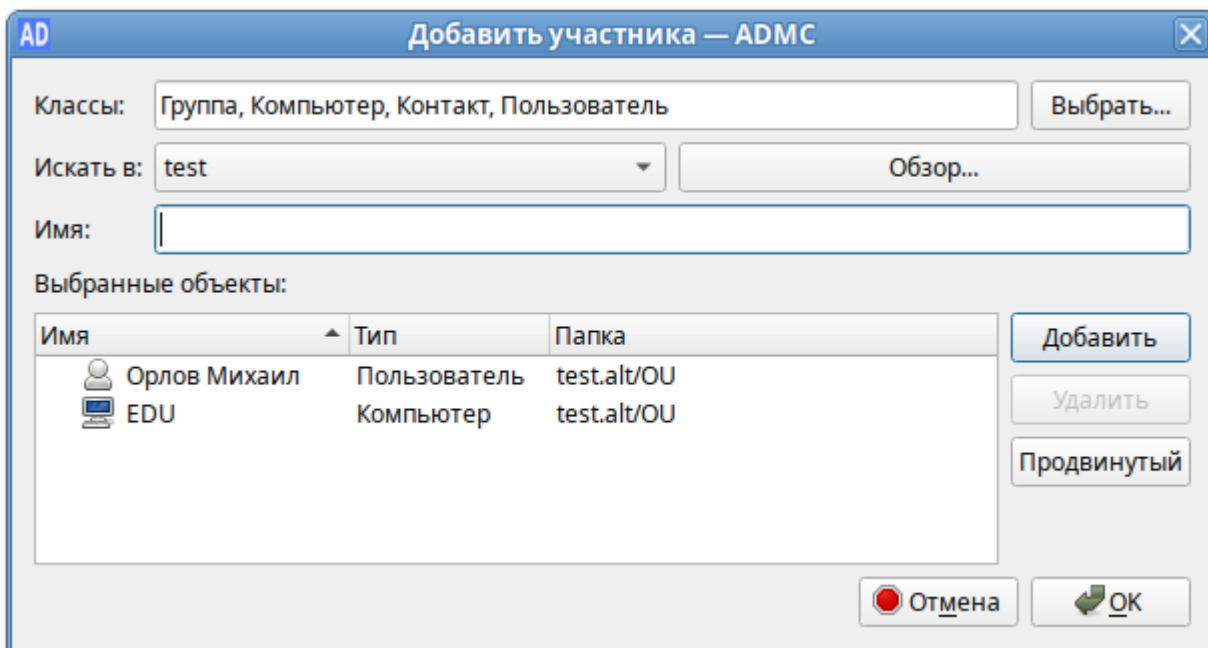 AD Добавить участника — ADMC
Классы: Группа, Компьютер, Контакт, Пользователь Выбрать...
Искать в: test Обзор...
Имя:
Выбранные объекты:
Имя Тип Папка Добавить
Орлов Михаил Пользователь test.alt/OU
EDU Компьютер test.alt/OU
Удалить
Продвинутый
Отмена OK